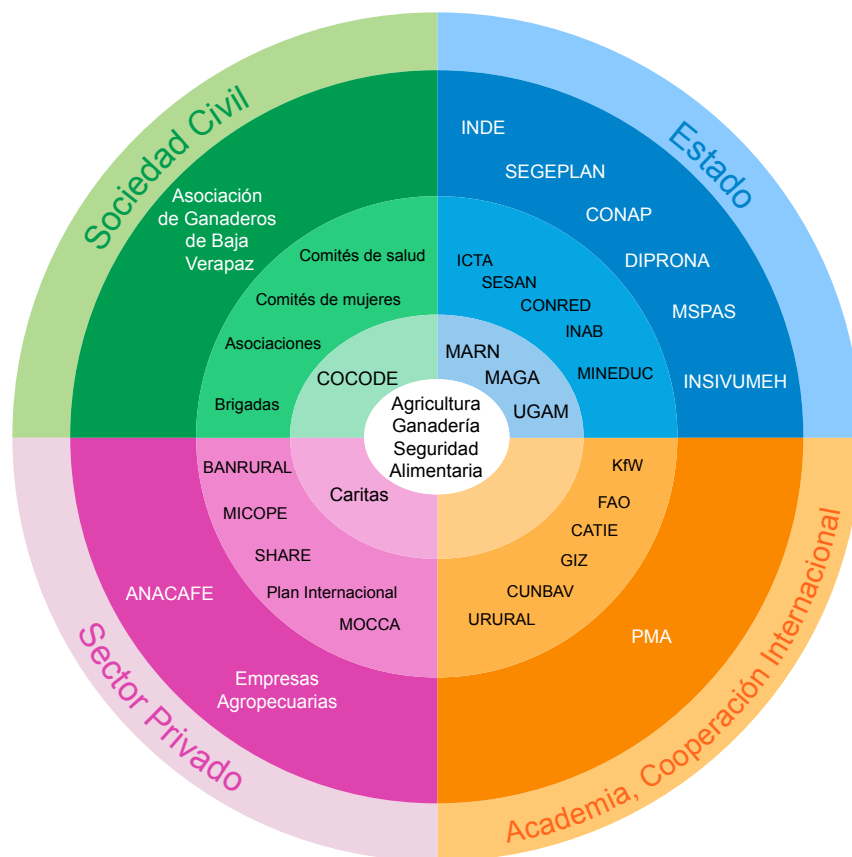 Sociedad Civil
Asociación
de Ganaderos
de Baja
Verapaz
Comités de salud
Comités de mujeres
Asociaciones
Brigadas
COCODE
Estado
INDE
SEGEPLAN
CONAP
DIPRONA
MSPAS
INSIVUMEH
ICTA
SESAN
CONRED
INAB
MINEDUC
MARN
MAGA
UGAM
Agricultura
Ganadería
Seguridad
Alimentaria
Sector Privado
BANRURAL
MICOPE
SHARE
Plan Internacional
MOCCA
Caritas
ANACAFE
Empresas
Agropecuarias
Academia, Cooperación Internacional
KfW
FAO
CATIE
GIZ
CUNBAV
URURAL
PMA